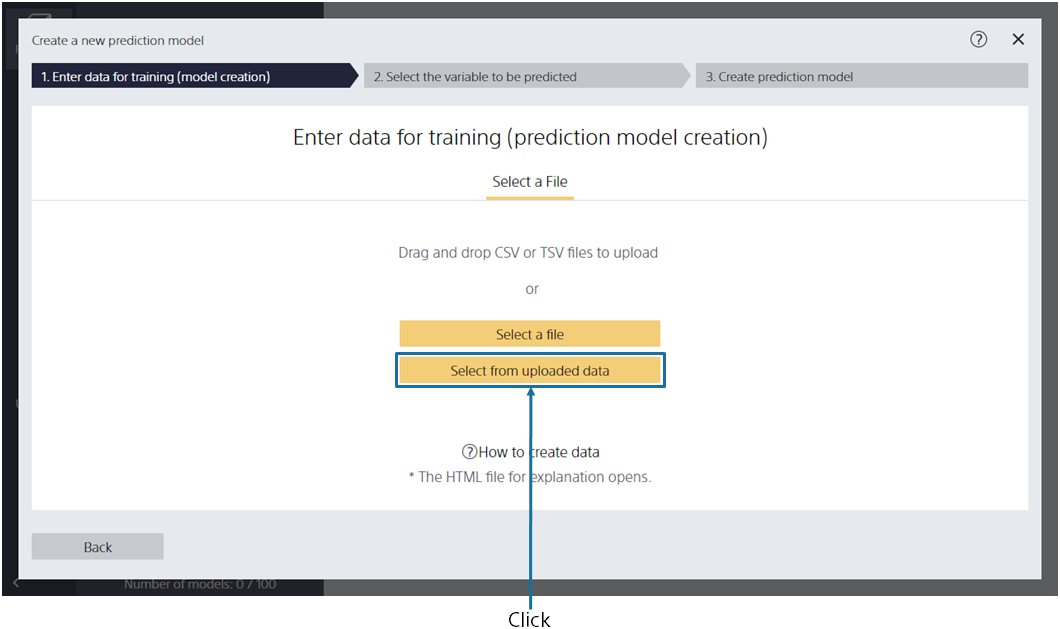 Create a new prediction model
1. Enter data for training (model creation)
2. Select the variable to be predicted
3. Create prediction model
Enter data for training (prediction model creation)
Select a File
Drag and drop CSV or TSV files to upload
or
Select a file
Select from uploaded data
?How to create data
* The HTML file for explanation opens.
Back
Number of models: 0 / 100
Click